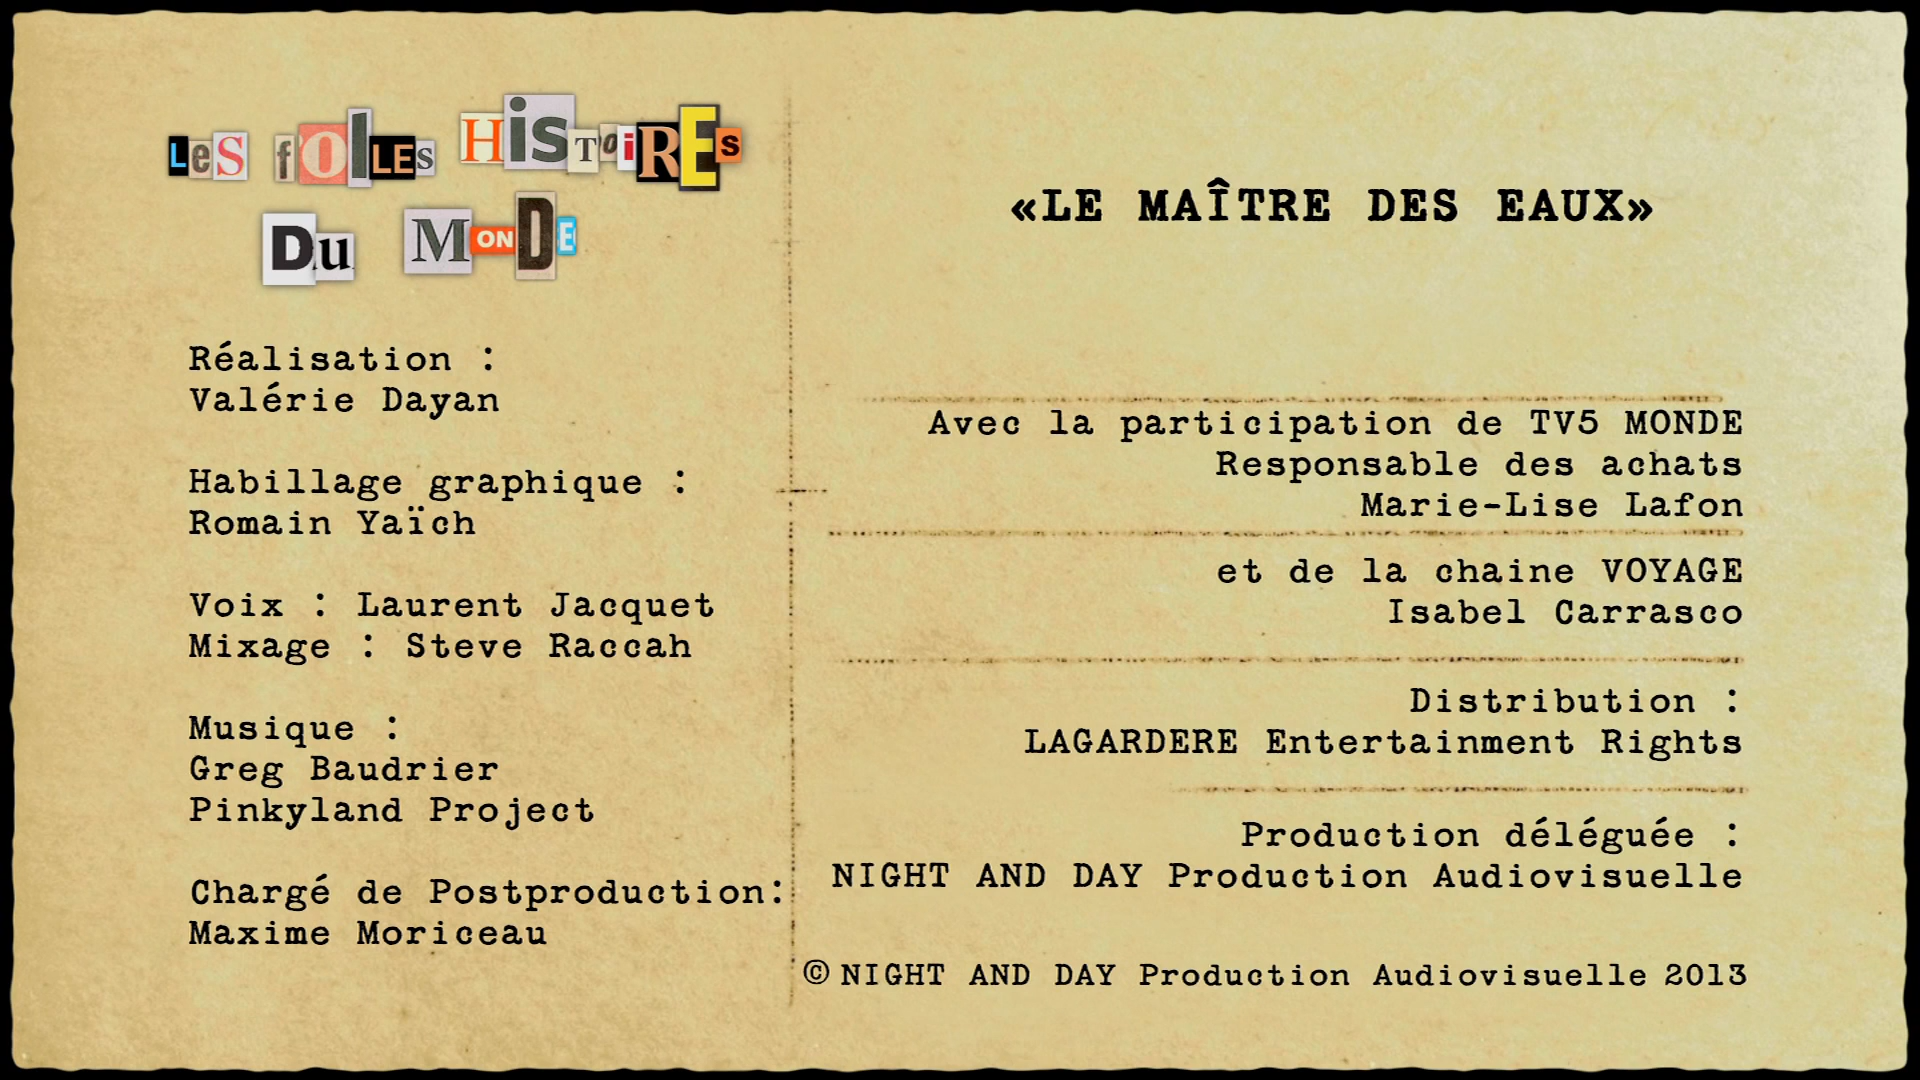 LeS fOlLES HiSToiREs
Du MONDE
Réalisation :
Valérie Dayan
Habillage graphique :
Romain Yaïch
Voix : Laurent Jacquet
Mixage : Steve Raccah
Musique :
Greg Baudrier
Pinkyland Project
Chargé de Postproduction:
Maxime Moriceau
«LE MAÎTRE DES EAUX»
Avec la participation de TV5 MONDE
Responsable des achats
Marie-Lise Lafon
et de la chaine VOYAGE
Isabel Carrasco
Distribution :
LAGARDERE Entertainment Rights
Production déléguée :
NIGHT AND DAY Production Audiovisuelle
© NIGHT AND DAY Production Audiovisuelle 2013